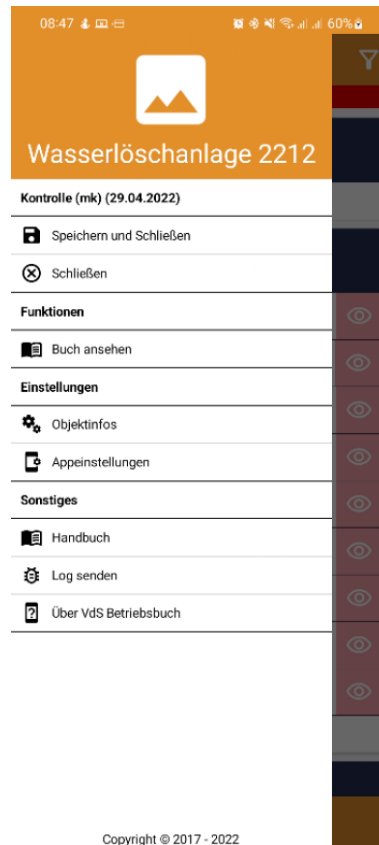 08:47 60%
Wasserlöschanlage 2212
Kontrolle (mk) (29.04.2022)
Speichern und Schließen
Schließen
Funktionen
Buch ansehen
Einstellungen
Objektinfos
Appeinstellungen
Sonstiges
Handbuch
Log senden
Über VdS Betriebsbuch
Copyright © 2017 - 2022